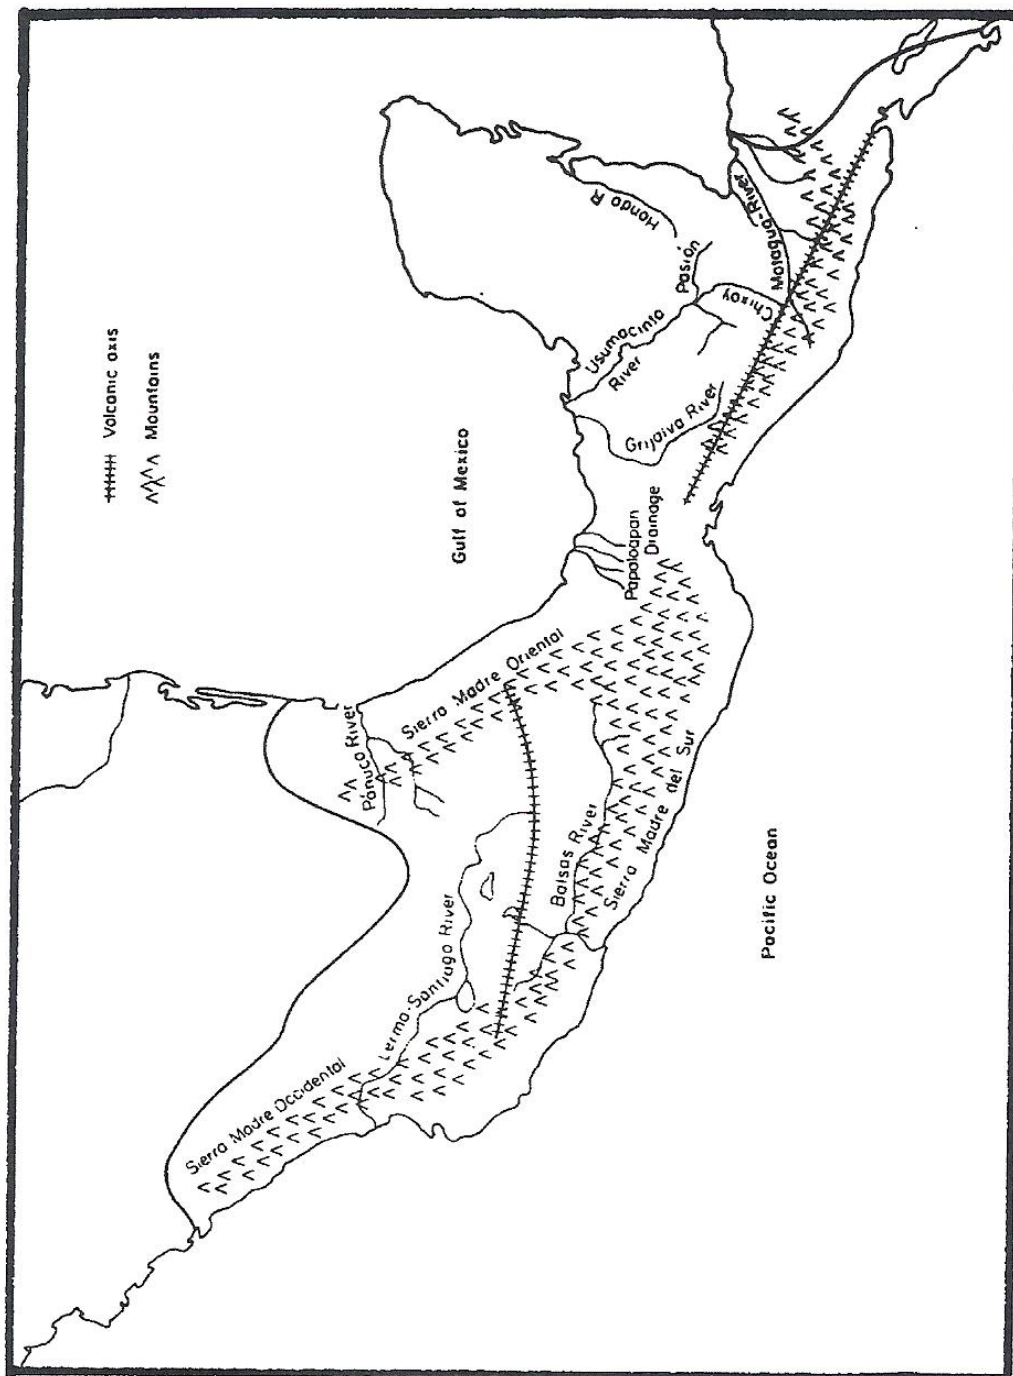 Volcanic axis
Mountains
Gulf of Mexico
Sierra Madre Occidental
Lerma-Santiago River
Pánuco River
Sierra Madre Oriental
Balsas River
Sierra Madre del Sur
Pacific Ocean
Papaloapan
Drainage
Grijalva River
Usumacinta
River
Chixoy
Pasión
Hondo R
Motagua-River